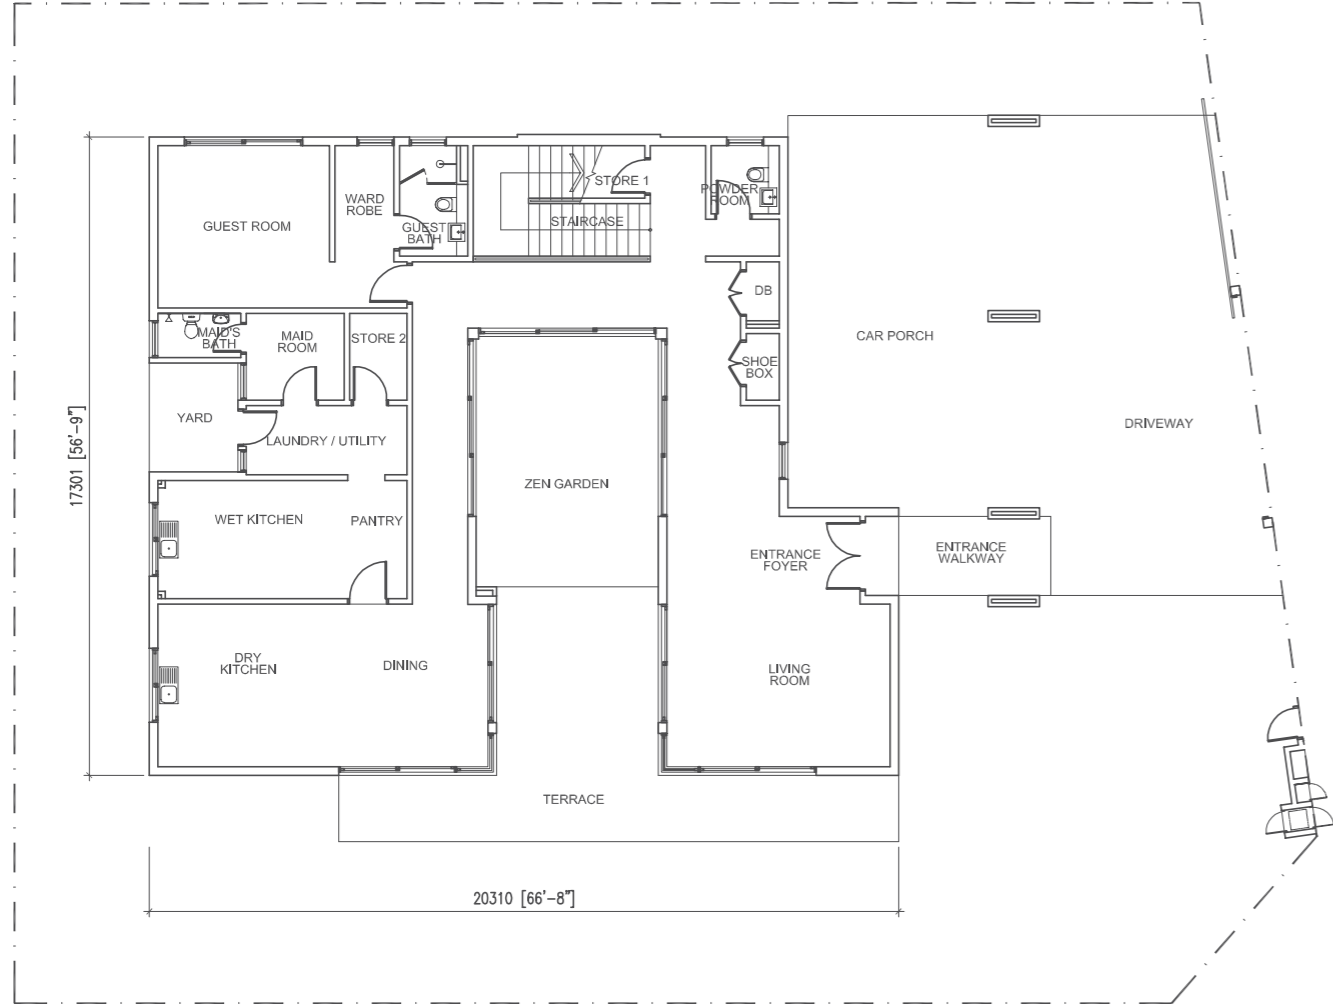 STORE 1
POWDER
ROOM
WARD
ROBE
GUEST ROOM
GUEST
BATH
STAIRCASE
DB
MAID'S
BATH
MAID
ROOM
STORE 2
CAR PORCH
SHOE
BOX
YARD
DRIVEWAY
LAUNDRY / UTILITY
17301 [56'-9"]
ZEN GARDEN
WET KITCHEN
PANTRY
ENTRANCE
FOYER
ENTRANCE
WALKWAY
DRY
KITCHEN
DINING
LIVING
ROOM
TERRACE
20310 [66'-8"]